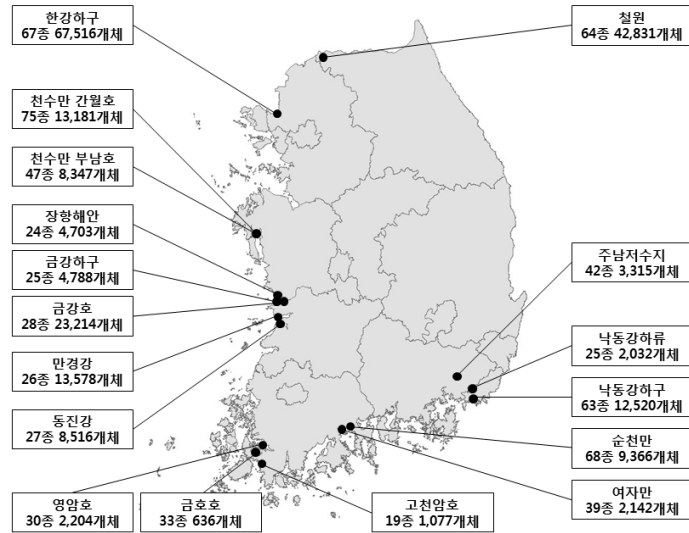 한강하구
67종 67,516개체
철원
64종 42,831개체
천수만 간월호
75종 13,181개체
천수만 부남호
47종 8,347개체
장항해안
24종 4,703개체
금강하구
25종 4,788개체
금강호
28종 23,214개체
만경강
26종 13,578개체
동진강
27종 8,516개체
영암호
30종 2,204개체
금호호
33종 636개체
고천암호
19종 1,077개체
주남저수지
42종 3,315개체
낙동강하류
25종 2,032개체
낙동강하구
63종 12,520개체
순천만
68종 9,366개체
여자만
39종 2,142개체